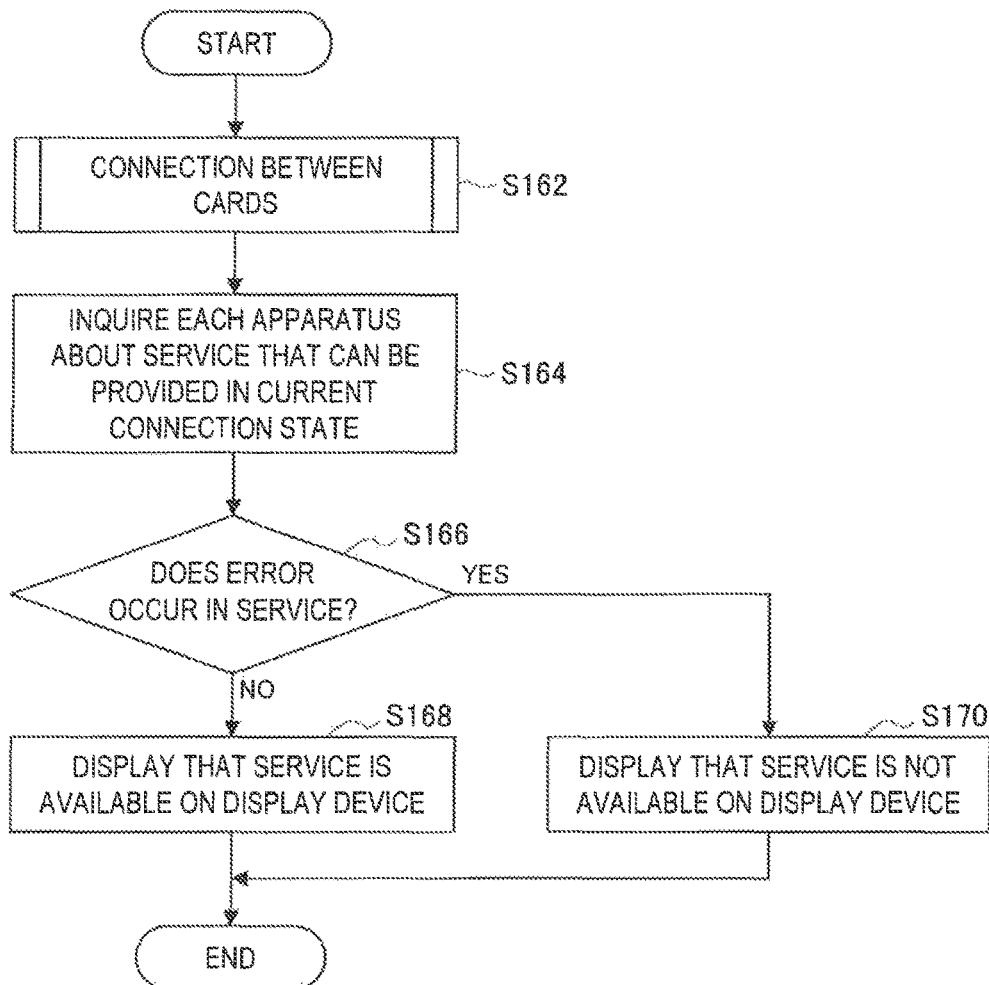 START
CONNECTION BETWEEN
CARDS
S162
INQUIRE EACH APPARATUS
ABOUT SERVICE THAT CAN BE
PROVIDED IN CURRENT
CONNECTION STATE
S164
S166
DOES ERROR
OCCUR IN SERVICE?
YES
NO
S168
DISPLAY THAT SERVICE IS
AVAILABLE ON DISPLAY DEVICE
S170
DISPLAY THAT SERVICE IS NOT
AVAILABLE ON DISPLAY DEVICE
END